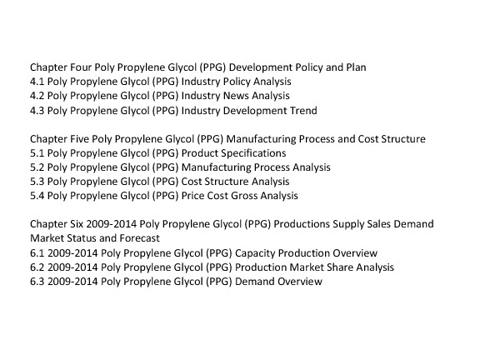 Chapter Four Poly Propylene Glycol (PPG) Development Policy and Plan
4.1 Poly Propylene Glycol (PPG) Industry Policy Analysis
4.2 Poly Propylene Glycol (PPG) Industry News Analysis
4.3 Poly Propylene Glycol (PPG) Industry Development Trend
Chapter Five Poly Propylene Glycol (PPG) Manufacturing Process and Cost Structure
5.1 Poly Propylene Glycol (PPG) Product Specifications
5.2 Poly Propylene Glycol (PPG) Manufacturing Process Analysis
5.3 Poly Propylene Glycol (PPG) Cost Structure Analysis
5.4 Poly Propylene Glycol (PPG) Price Cost Gross Analysis
Chapter Six 2009-2014 Poly Propylene Glycol (PPG) Productions Supply Sales Demand
Market Status and Forecast
6.1 2009-2014 Poly Propylene Glycol (PPG) Capacity Production Overview
6.2 2009-2014 Poly Propylene Glycol (PPG) Production Market Share Analysis
6.3 2009-2014 Poly Propylene Glycol (PPG) Demand Overview